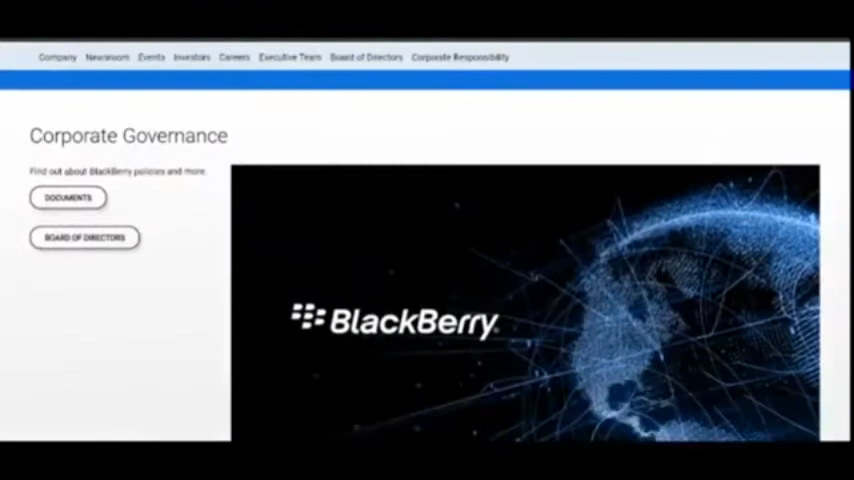 Company Newsroom Events Investors Careers Executive Team Board of Directors Corporate Responsibility
Corporate Governance
Find out about BlackBerry policies and more.
DOCUMENTS
BOARD OF DIRECTORS
BlackBerry